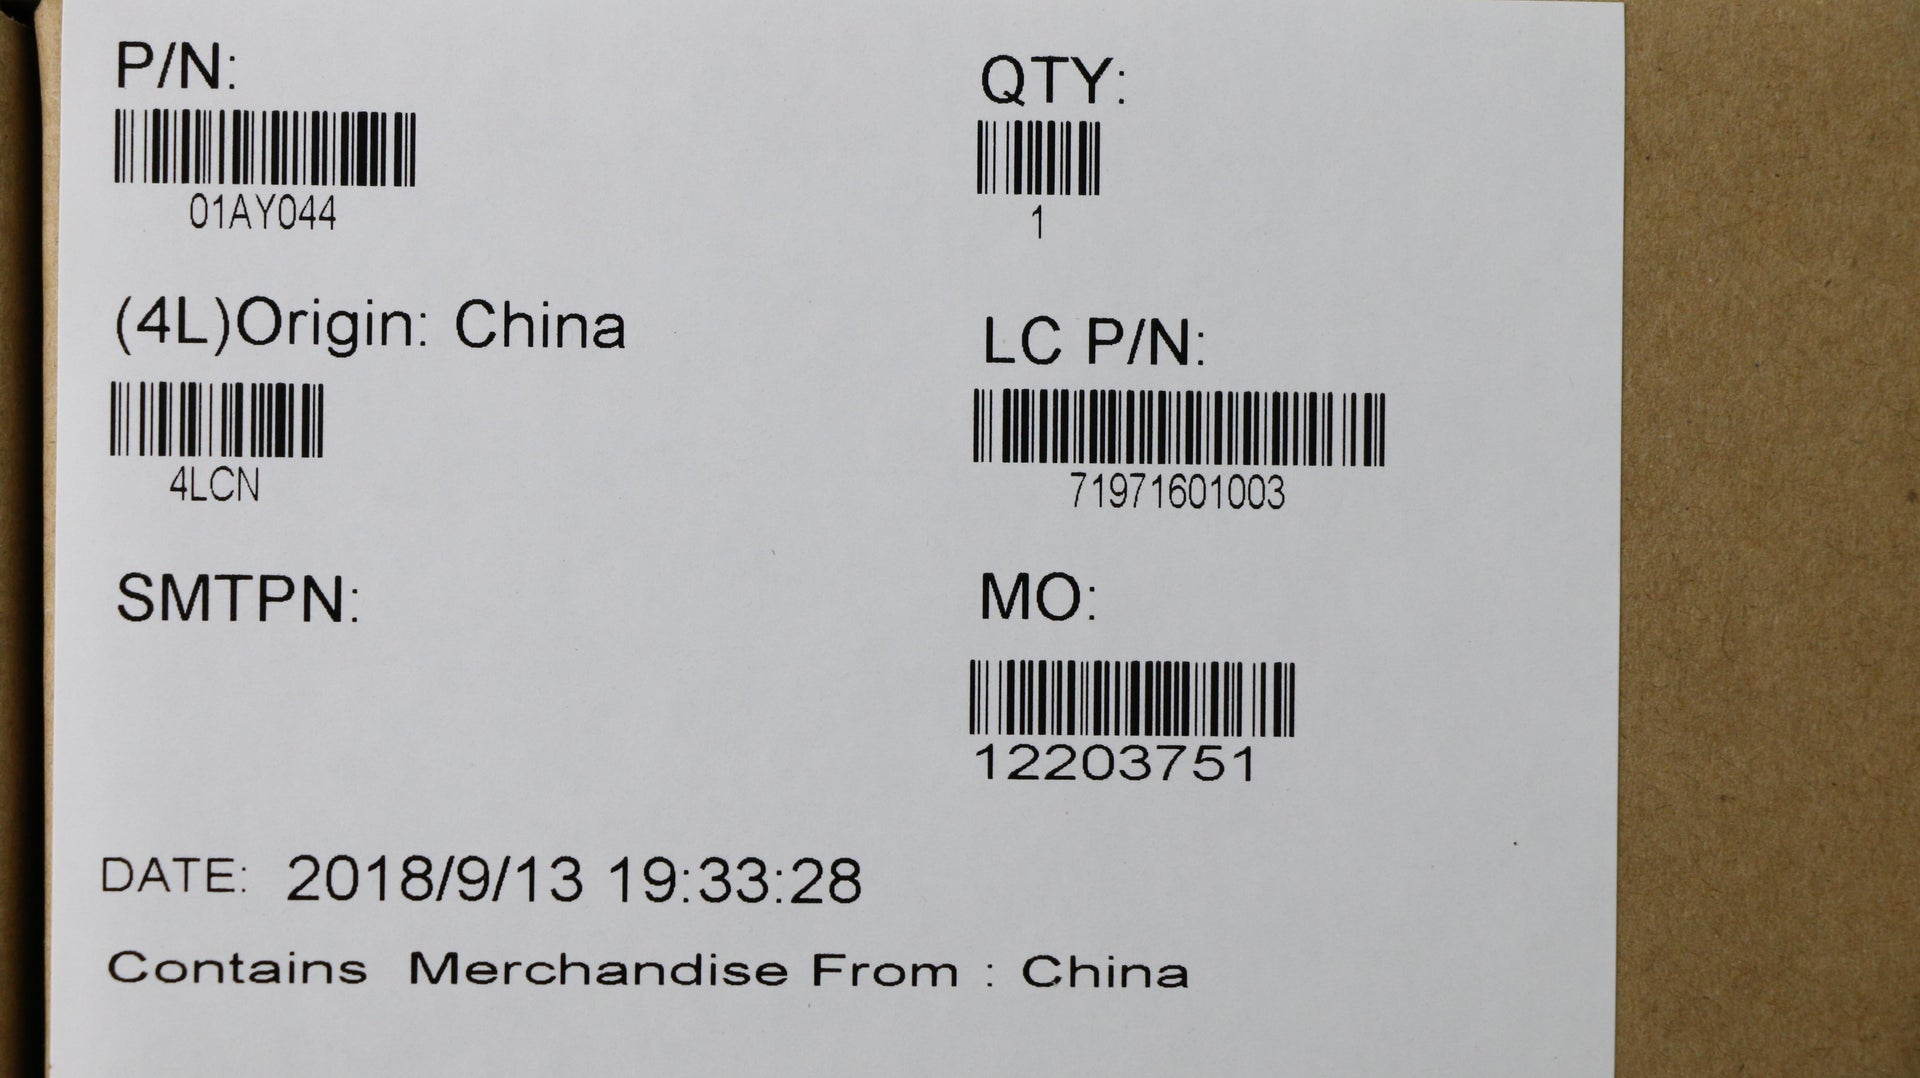 P/N:
01AY044
QTY:
1
(4L)Origin: China
4LCN
LC P/N:
71971601003
SMTPN:
MO:
12203751
DATE: 2018/9/13 19:33:28
Contains Merchandise From : China